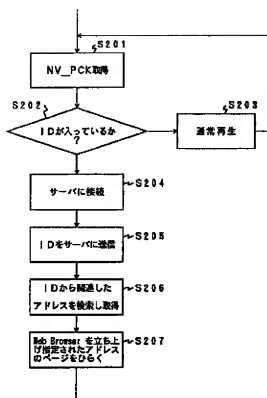 S201
NV_PCK取得
S202
IDが入っているか
?
S203
通常再生
サーバに接続
S204
IDをサーバに送信
S205
IDから関連した
アドレスを検索し取得
S206
Web Browser を立ち上
げ指定されたアドレス
のページをひらく
S207